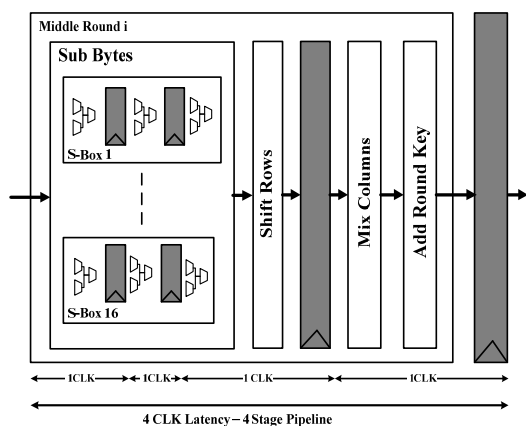 Middle Round i
Sub Bytes
S-Box 1
S-Box 16
Shift Rows
Mix Columns
Add Round Key
1CLK
1CLK
1 CLK
1CLK
4 CLK Latency – 4 Stage Pipeline